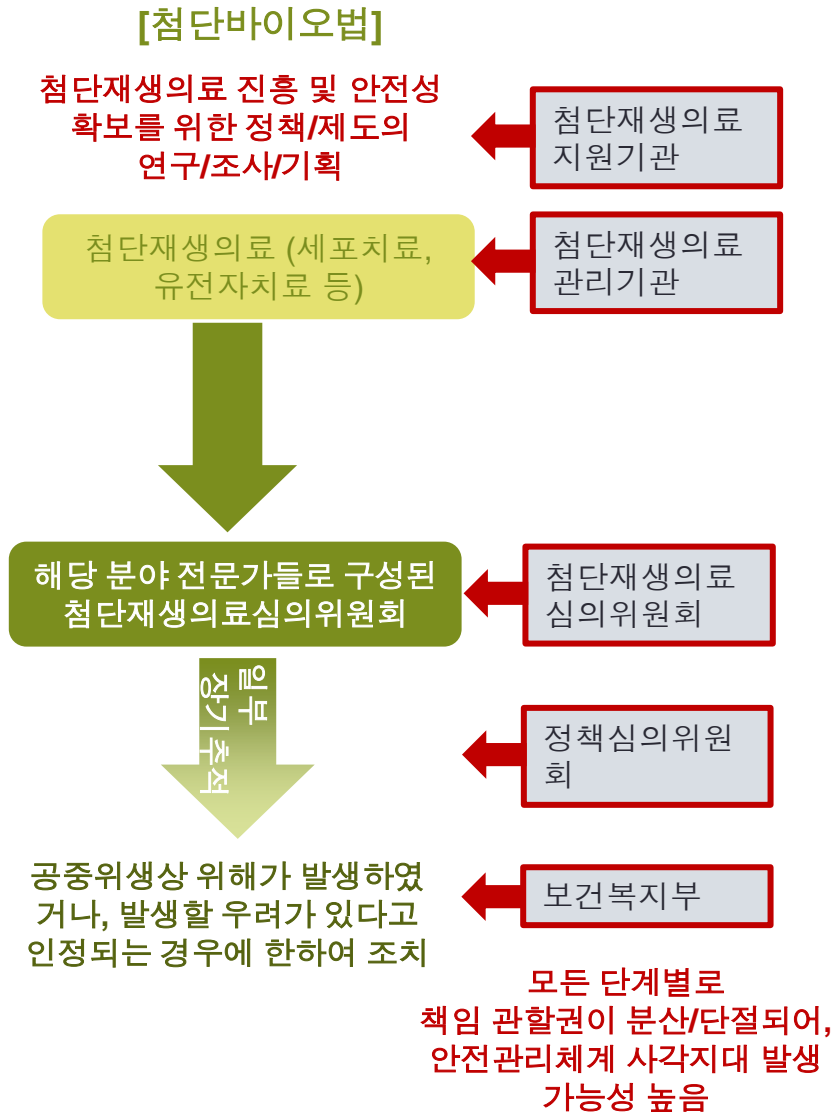 [첨단바이오법]
첨단재생의료 진흥 및 안전성
확보를 위한 정책/제도의
연구/조사/기획
첨단재생의료
지원기관
첨단재생의료 (세포치료,
유전자치료 등)
첨단재생의료
관리기관
해당 분야 전문가들로 구성된
첨단재생의료심의위원회
첨단재생의료
심의위원회
일부
장기추적
정책심의위원
회
공중위생상 위해가 발생하였
거나, 발생할 우려가 있다고
인정되는 경우에 한하여 조치
보건복지부
모든 단계별로
책임 관할권이 분산/단절되어,
안전관리체계 사각지대 발생
가능성 높음